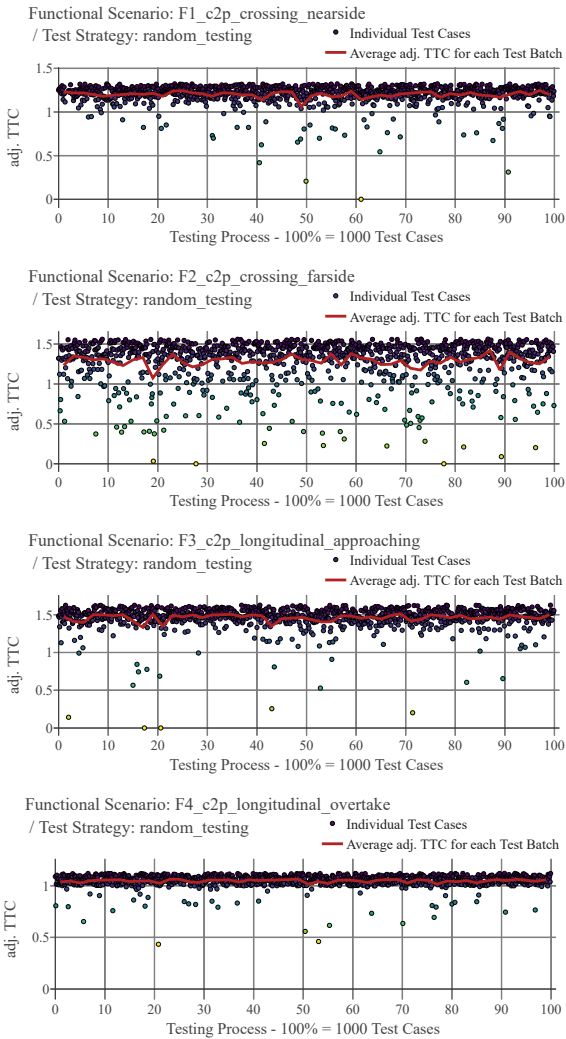 Functional Scenario: F1_c2p_crossing_nearside
/ Test Strategy: random_testing
Individual Test Cases
Average adj. TTC for each Test Batch
adj. TTC
1.5
1
0.5
0
0 10 20 30 40 50 60 70 80 90 100
Testing Process - 100% = 1000 Test Cases
Functional Scenario: F2_c2p_crossing_farside
/ Test Strategy: random_testing
Individual Test Cases
Average adj. TTC for each Test Batch
adj. TTC
1.5
1
0.5
0
0 10 20 30 40 50 60 70 80 90 100
Testing Process - 100% = 1000 Test Cases
Functional Scenario: F3_c2p_longitudinal_approaching
/ Test Strategy: random_testing
Individual Test Cases
Average adj. TTC for each Test Batch
adj. TTC
1.5
1
0.5
0
0 10 20 30 40 50 60 70 80 90 100
Testing Process - 100% = 1000 Test Cases
Functional Scenario: F4_c2p_longitudinal_overtake
/ Test Strategy: random_testing
Individual Test Cases
Average adj. TTC for each Test Batch
adj. TTC
1
0.5
0
0 10 20 30 40 50 60 70 80 90 100
Testing Process - 100% = 1000 Test Cases